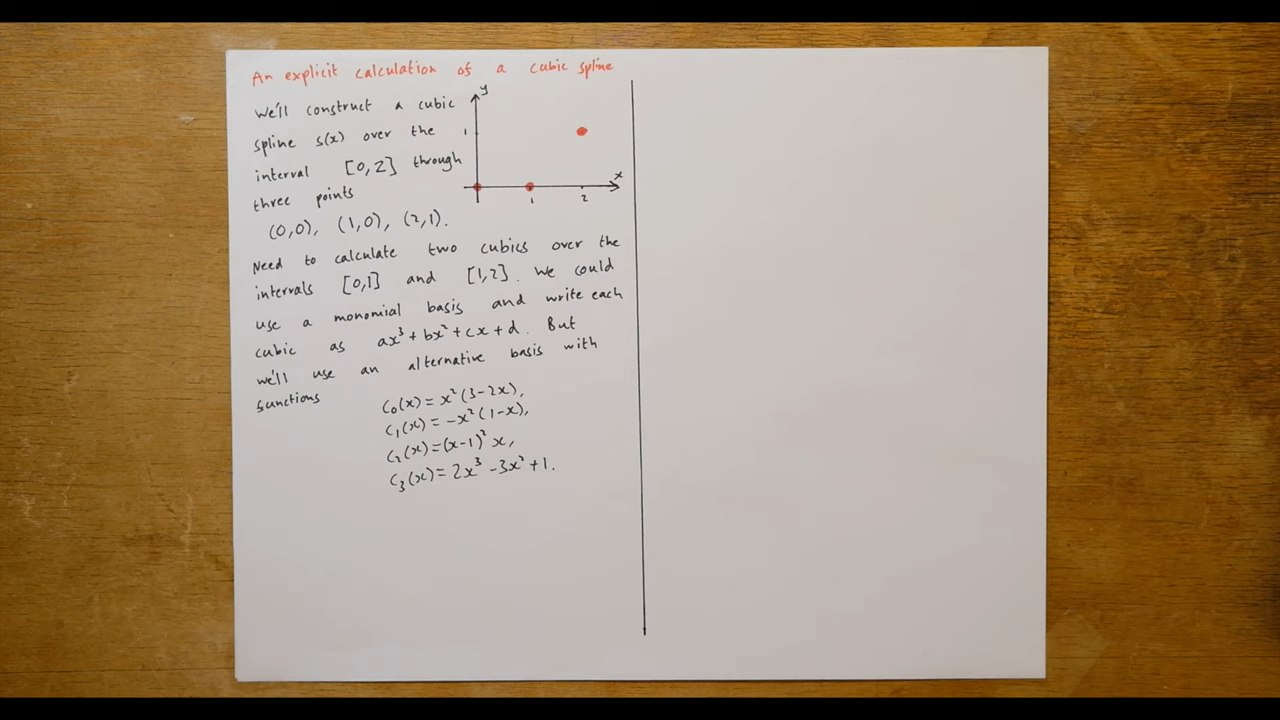 An explicit calculation of a cubic spline
We'll construct a cubic
spline s(x) over the
interval [0,2] through
three points
(0,0), (1,0), (2,1).
y
1
x
1
2
Need to calculate two cubics over the
intervals [0,1] and [1,2]. We could
use a monomial basis and write each
cubic as ax³ + bx² + cx + d. But
we'll use an alternative basis with
functions
c₀(x) = x²(3-2x),
c₁(x) = -x²(1-x),
c₂(x) = (x-1)² x,
c₃(x) = 2x³ - 3x² + 1.